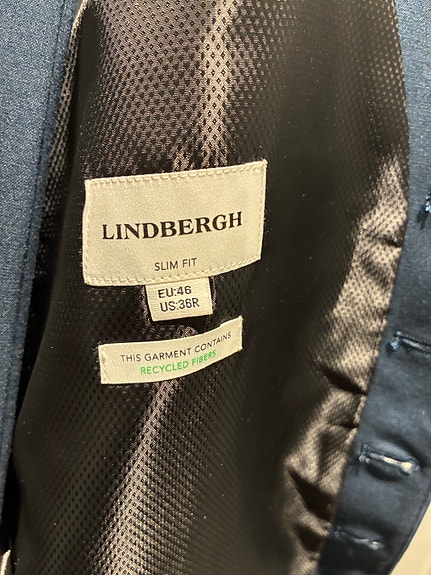 LINDBERGH
SLIM FIT
EU:46
US:36R
THIS GARMENT CONTAINS
RECYCLED FIBERS